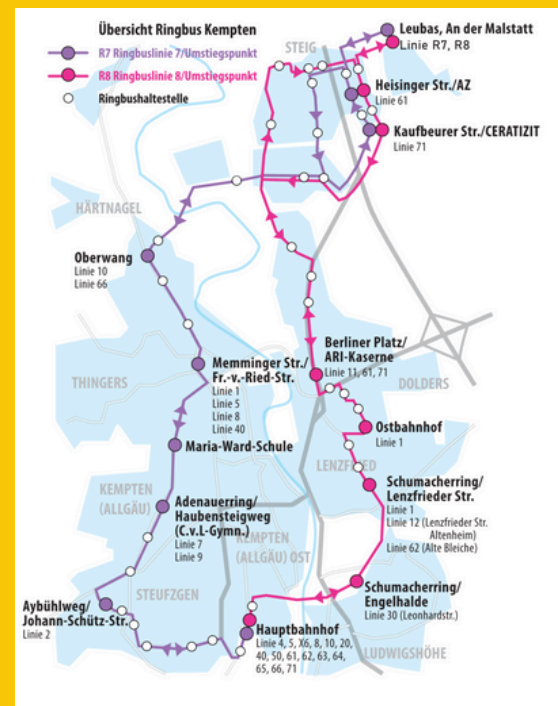 Übersicht Ringbus Kempten
R7 Ringbuslinie 7/Umstiegspunkt
R8 Ringbuslinie 8/Umstiegspunkt
Ringbushaltestelle
STEIG
Leubas, An der Malstatt
Linie R7, R8
Heisinger Str./AZ
Linie 61
Kaufbeurer Str./CERATIZIT
Linie 71
HÄRTNAGEL
Oberwang
Linie 10
Linie 66
Berliner Platz/
ARI-Kaserne
Linie 11, 61, 71
Memminger Str./
Fr.-v.-Ried-Str.
Linie 1
Linie 5
Linie 8
Linie 40
THINGERS
DOLDERS
Ostbahnhof
Linie 1
Maria-Ward-Schule
LENZFRIED
Schumacherring/
Lenzfrieder Str.
Linie 1
Linie 12 (Lenzfrieder Str.
Altenheim)
Linie 62 (Alte Bleiche)
KEMPTEN
(ALLGÄU)
Adenauerring/
Haubensteigweg
(C.v.L-Gymn.)
Linie 7
Linie 9
KEMPTEN
(ALLGÄU) OST
STEUFZGEN
Schumacherring/
Engelhalde
Linie 30 (Leonhardstr.)
Aybühlweg/
Johann-Schütz-Str.
Linie 2
Hauptbahnhof
Linie 4, 5, X6, 8, 10, 20,
40, 50, 61, 62, 63, 64,
65, 66, 71
LUDWIGSHÖHE